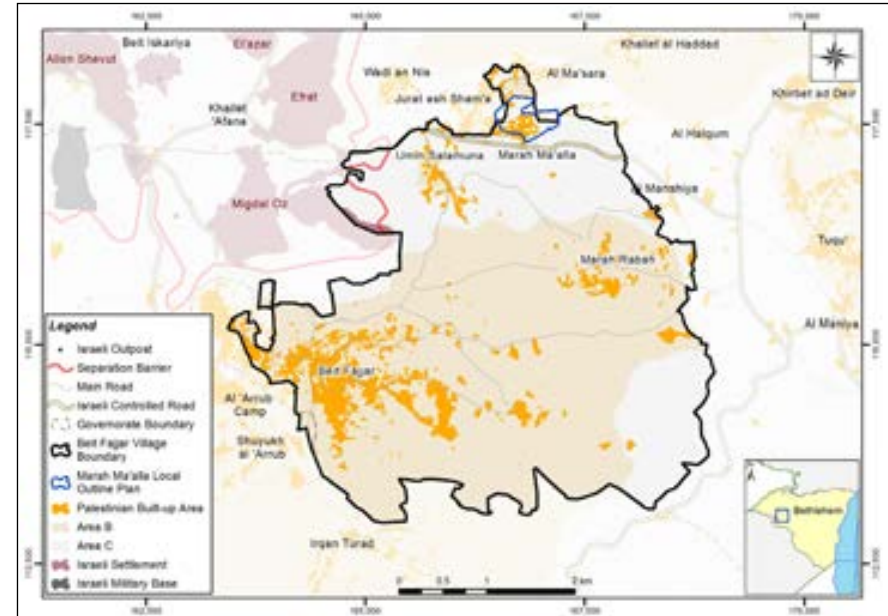 Beit Iskariya
El'azar
Allon Shevut
Khallet al Haddad
Wadi an Nis
Al Ma'sara
Efrat
Khirbet ad Deir
Jurat ash Sham'a
Khallet
'Afana
Al Halqum
Umm Salamuna
Marah Ma'alla
Al Manshiya
Migdal Oz
Tuqu'
Marah Rabah
Al Maniya
Beit Fajjar
Al 'Arrub
Camp
Shuyukh
al 'Arrub
Legend
Israeli Outpost
Separation Barrier
Main Road
Israeli Controlled Road
Governorate Boundary
Beit Fajjar Village
Boundary
Marah Ma'alla Local
Outline Plan
Palestinian Built-up Area
Area B
Area C
Israeli Settlement
Israeli Military Base
Bethlehem
0 0.5 1 2 km